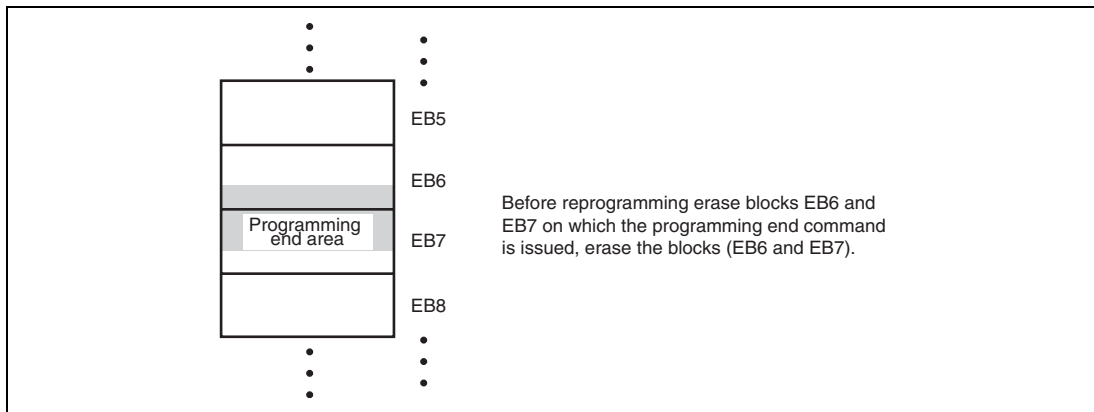 EB5
EB6
Programming
end area
EB7
EB8
Before reprogramming erase blocks EB6 and
EB7 on which the programming end command
is issued, erase the blocks (EB6 and EB7).